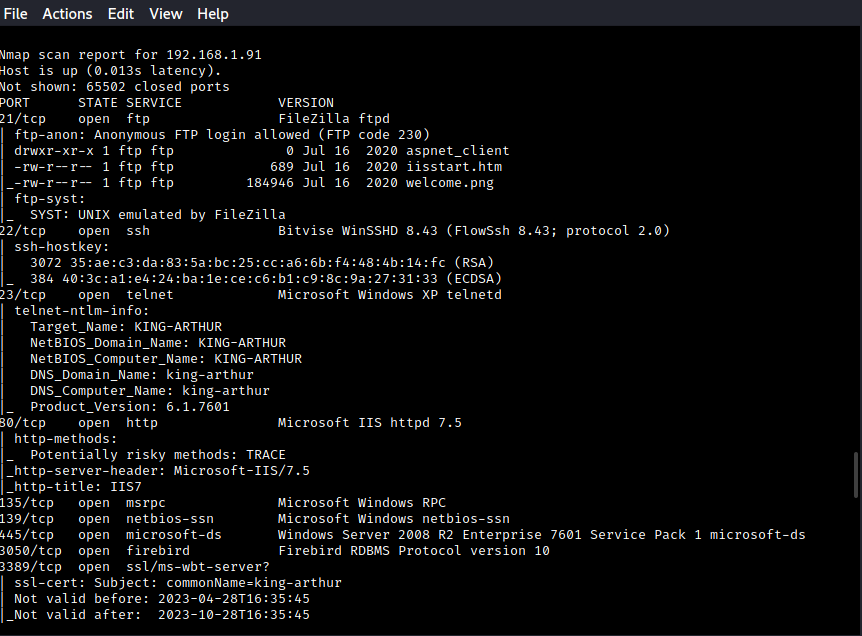 File Actions Edit View Help
Nmap scan report for 192.168.1.91
Host is up (0.013s latency).
Not shown: 65502 closed ports
PORT      STATE SERVICE            VERSION
21/tcp    open  ftp                FileZilla ftpd
| ftp-anon: Anonymous FTP login allowed (FTP code 230)
| drwxr-xr-x 1 ftp ftp              0 Jul 16  2020 aspnet_client
| -rw-r--r-- 1 ftp ftp            689 Jul 16  2020 iisstart.htm
|_-rw-r--r-- 1 ftp ftp         184946 Jul 16  2020 welcome.png
| ftp-syst:
|_  SYST: UNIX emulated by FileZilla
22/tcp    open  ssh                Bitvise WinSSHD 8.43 (FlowSsh 8.43; protocol 2.0)
| ssh-hostkey:
|   3072 35:ae:c3:da:83:5a:bc:25:cc:a6:6b:f4:48:4b:14:fc (RSA)
|_  384 40:3c:a1:e4:24:ba:1e:ce:c6:b1:c9:8c:9a:27:31:33 (ECDSA)
23/tcp    open  telnet             Microsoft Windows XP telnetd
| telnet-ntlm-info:
|   Target_Name: KING-ARTHUR
|   NetBIOS_Domain_Name: KING-ARTHUR
|   NetBIOS_Computer_Name: KING-ARTHUR
|   DNS_Domain_Name: king-arthur
|   DNS_Computer_Name: king-arthur
|_  Product_Version: 6.1.7601
80/tcp    open  http               Microsoft IIS httpd 7.5
| http-methods:
|_  Potentially risky methods: TRACE
|_http-server-header: Microsoft-IIS/7.5
|_http-title: IIS7
135/tcp   open  msrpc              Microsoft Windows RPC
139/tcp   open  netbios-ssn        Microsoft Windows netbios-ssn
445/tcp   open  microsoft-ds       Windows Server 2008 R2 Enterprise 7601 Service Pack 1 microsoft-ds
3050/tcp  open  firebird           Firebird RDBMS Protocol version 10
3389/tcp  open  ssl/ms-wbt-server?
| ssl-cert: Subject: commonName=king-arthur
| Not valid before: 2023-04-28T16:35:45
|_Not valid after:  2023-10-28T16:35:45